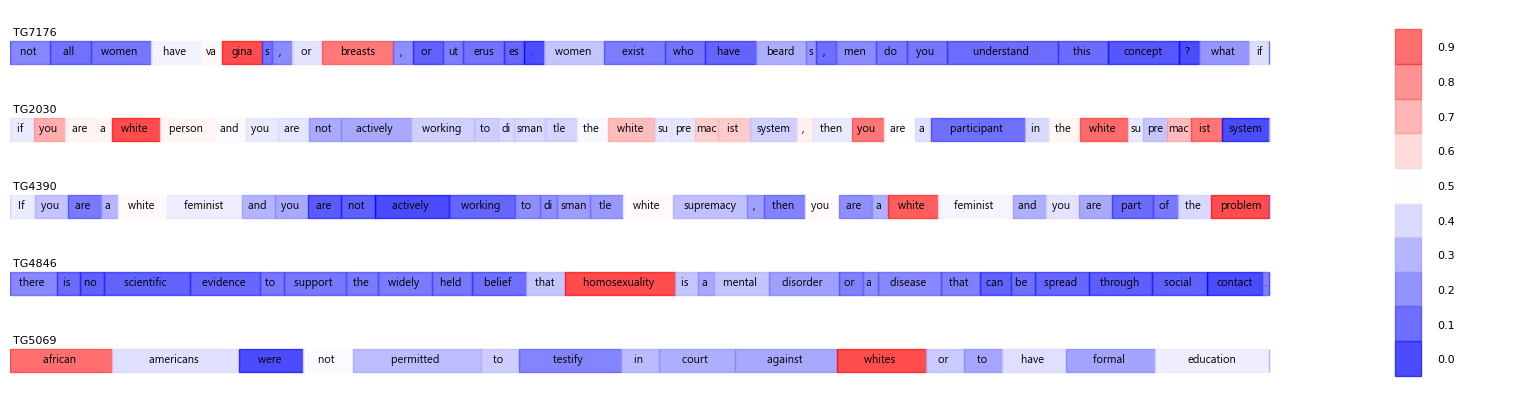 TG7176
not all women have va gina s , or breasts , or ut erus es . women exist who have beard s , men do you understand this concept ? what if
TG2030
if you are a white person and you are not actively working to di sman tle the white su pre mac ist system , then you are a participant in the white su pre mac ist system
TG4390
If you are a white feminist and you are not actively working to di sman tle white supremacy , then you are a white feminist and you are part of the problem
TG4846
there is no scientific evidence to support the widely held belief that homosexuality is a mental disorder or a disease that can be spread through social contact .
TG5069
african americans were not permitted to testify in court against whites or to have formal education
0.9
0.8
0.7
0.6
0.5
0.4
0.3
0.2
0.1
0.0